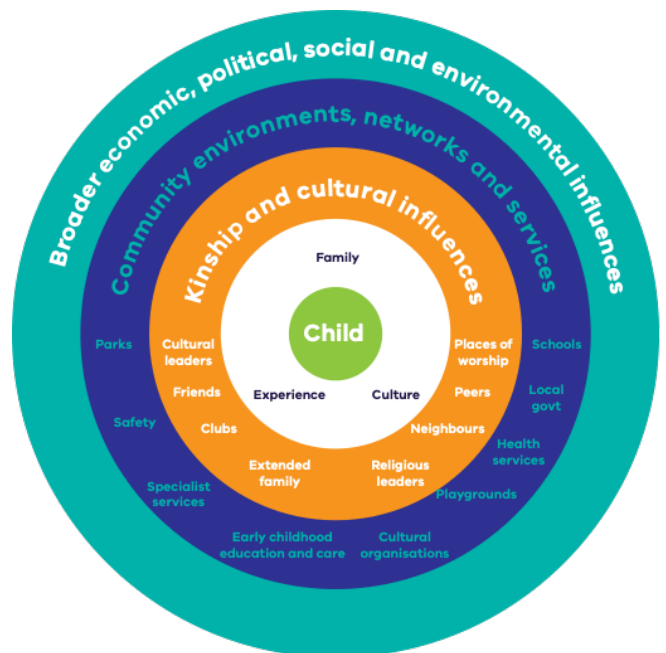 Broader economic, political, social and environmental influences
Community environments, networks and services
Kinship and cultural influences
Family
Child
Experience
Culture
Cultural
leaders
Friends
Clubs
Extended
family
Religious
leaders
Neighbours
Peers
Places of
worship
Parks
Safety
Specialist
services
Early childhood
education and care
Cultural
organisations
Playgrounds
Health
services
Local
govt
Schools